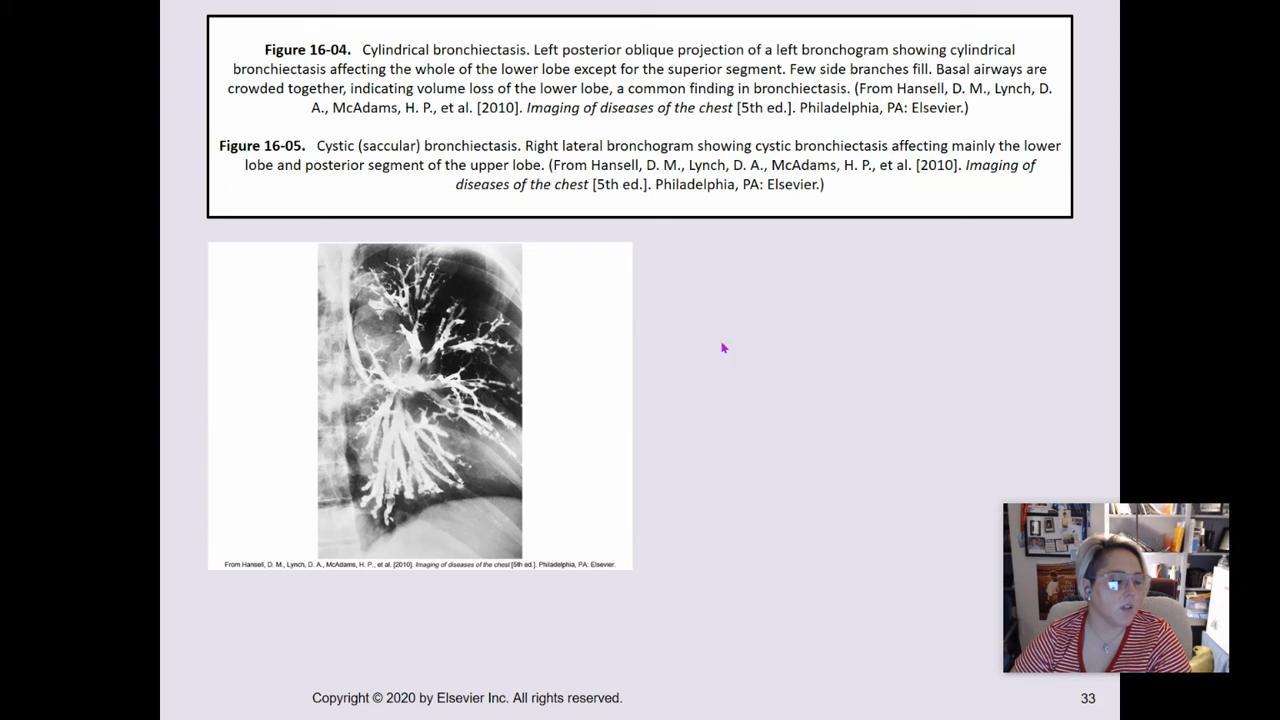 Figure 16-04. Cylindrical bronchiectasis. Left posterior oblique projection of a left bronchogram showing cylindrical
bronchiectasis affecting the whole of the lower lobe except for the superior segment. Few side branches fill. Basal airways are
crowded together, indicating volume loss of the lower lobe, a common finding in bronchiectasis. (From Hansell, D. M., Lynch, D.
A., McAdams, H. P., et al. [2010]. Imaging of diseases of the chest [5th ed.]. Philadelphia, PA: Elsevier.)
Figure 16-05. Cystic (saccular) bronchiectasis. Right lateral bronchogram showing cystic bronchiectasis affecting mainly the lower
lobe and posterior segment of the upper lobe. (From Hansell, D. M., Lynch, D. A., McAdams, H. P., et al. [2010]. Imaging of
diseases of the chest [5th ed.]. Philadelphia, PA: Elsevier.)
From Hansell, D. M., Lynch, D. A., McAdams, H. P., et al. [2010]. Imaging of diseases of the chest [5th ed.]. Philadelphia, PA: Elsevier.
Copyright © 2020 by Elsevier Inc. All rights reserved.
33